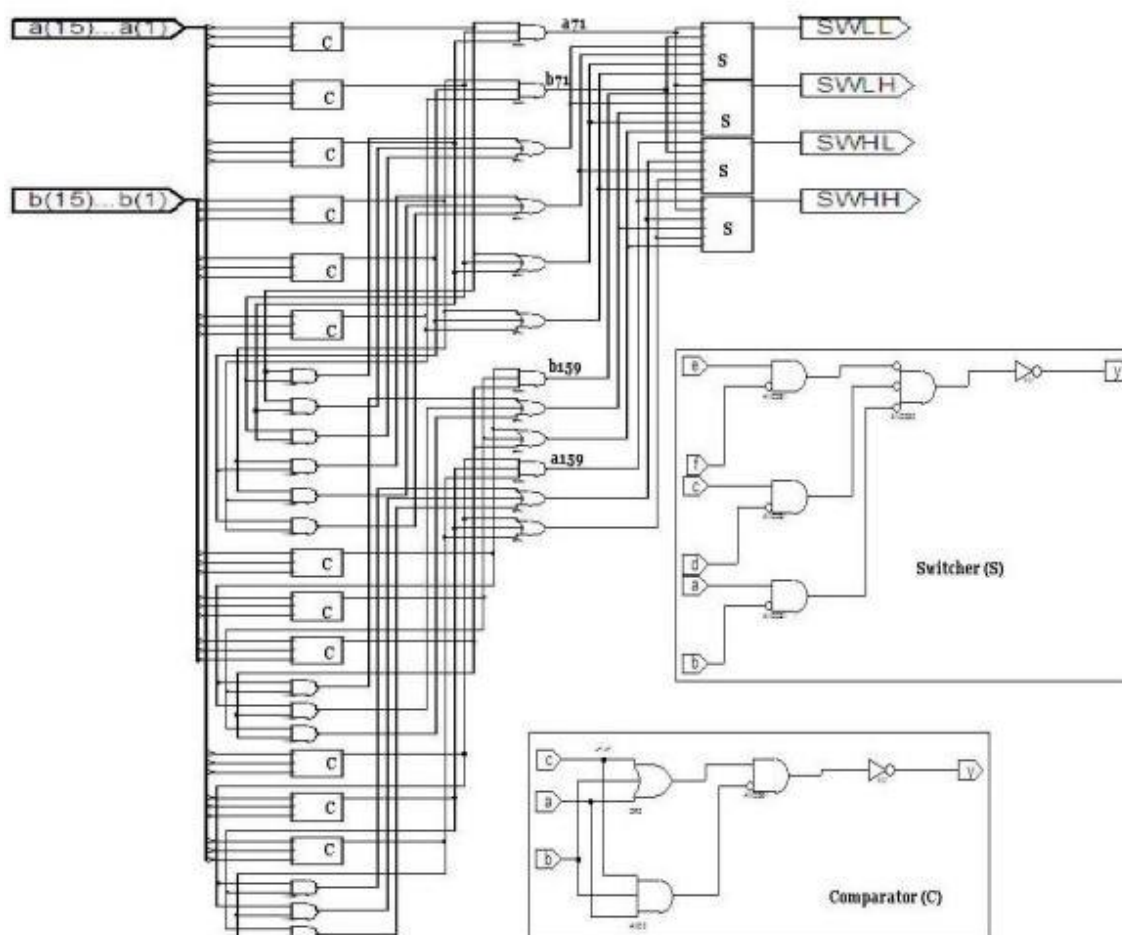 a(15)...a(1)
b(15)...b(1)
C
C
C
C
C
C
C
C
C
C
C
C
a71
b71
b159
a159
S
S
S
S
SWLL
SWLH
SWHL
SWHH
e
f
c
d
a
b
y
Switcher (S)
c
a
b
y
Comparator (C)